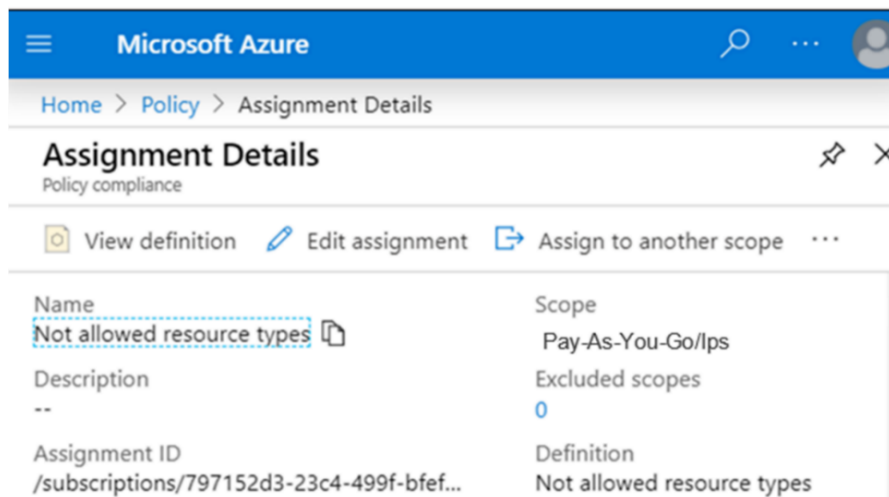 Microsoft Azure
Home > Policy > Assignment Details
Assignment Details
Policy compliance
View definition Edit assignment Assign to another scope ...
Name
Not allowed resource types
Scope
Pay-As-You-Go/Ips
Description
--
Excluded scopes
0
Assignment ID
/subscriptions/797152d3-23c4-499f-bfef...
Definition
Not allowed resource types